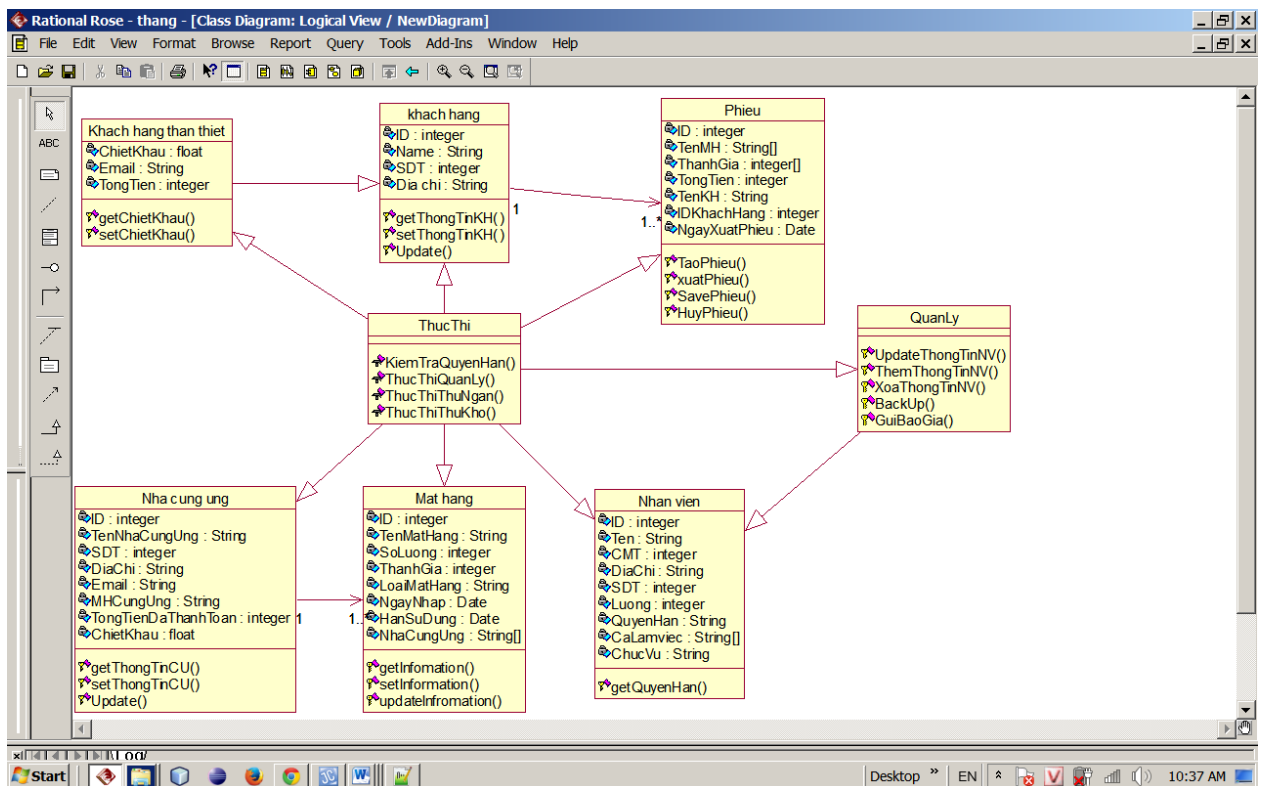 Rational Rose - thang - [Class Diagram: Logical View / NewDiagram]
File Edit View Format Browse Report Query Tools Add-Ins Window Help
ABC
Khach hang than thiet
ChietKhau : float
Email : String
TongTien : integer
getChietKhau()
setChietKhau()
khach hang
ID : integer
Name : String
SDT : integer
Dia chi : String
getThongTinKH()
setThongTinKH()
Update()
1
1..*
Phieu
ID : integer
TenMH : String[]
ThanhGia : integer[]
TongTien : integer
TenKH : String
IDKhachHang : integer
NgayXuatPhieu : Date
TaoPhieu()
xuatPhieu()
SavePhieu()
HuyPhieu()
ThucThi
KiemTraQuyenHan()
ThucThiQuanLy()
ThucThiThuNgan()
ThucThiThuKho()
QuanLy
UpdateThongTinNV()
ThemThongTinNV()
XoaThongTinNV()
BackUp()
GuiBaoGia()
Nha cung ung
ID : integer
TenNhaCungUng : String
SDT : integer
DiaChi : String
Email : String
MHCungUng : String
TongTienDaThanhToan : integer
ChietKhau : float
getThongTinCU()
setThongTinCU()
Update()
1
1..
Mat hang
ID : integer
TenMatHang : String
SoLuong : integer
ThanhGia : integer
LoaiMatHang : String
NgayNhap : Date
HanSuDung : Date
NhaCungUng : String[]
getInfomation()
setInformation()
updateInfromation()
Nhan vien
ID : integer
Ten : String
CMT : integer
DiaChi : String
SDT : integer
Luong : integer
QuyenHan : String
CaLamviec : String[]
ChucVu : String
getQuyenHan()
Start
Desktop » EN 10:37 AM